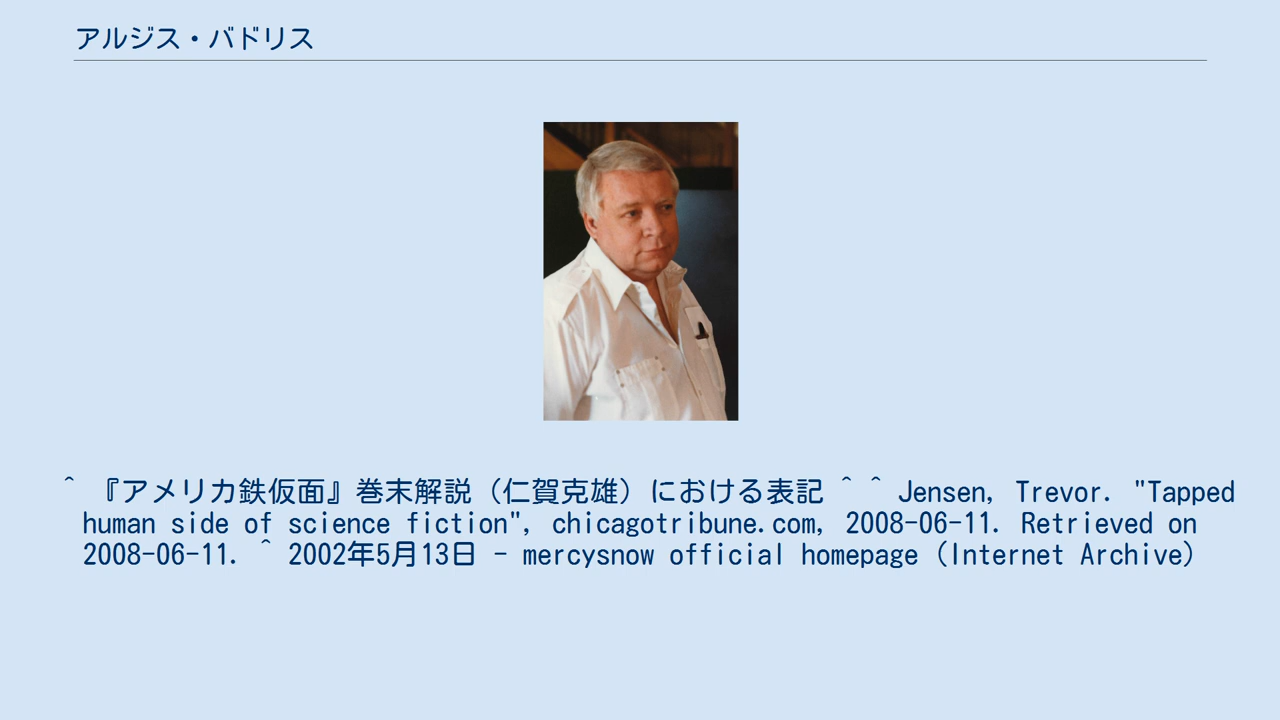 アルジス・バドリス
^ 『アメリカ鉄仮面』巻末解説（仁賀克雄）における表記 ^ ^ Jensen, Trevor. "Tapped
human side of science fiction", chicagotribune.com, 2008-06-11. Retrieved on
2008-06-11. ^ 2002年5月13日 - mercysnow official homepage（Internet Archive）